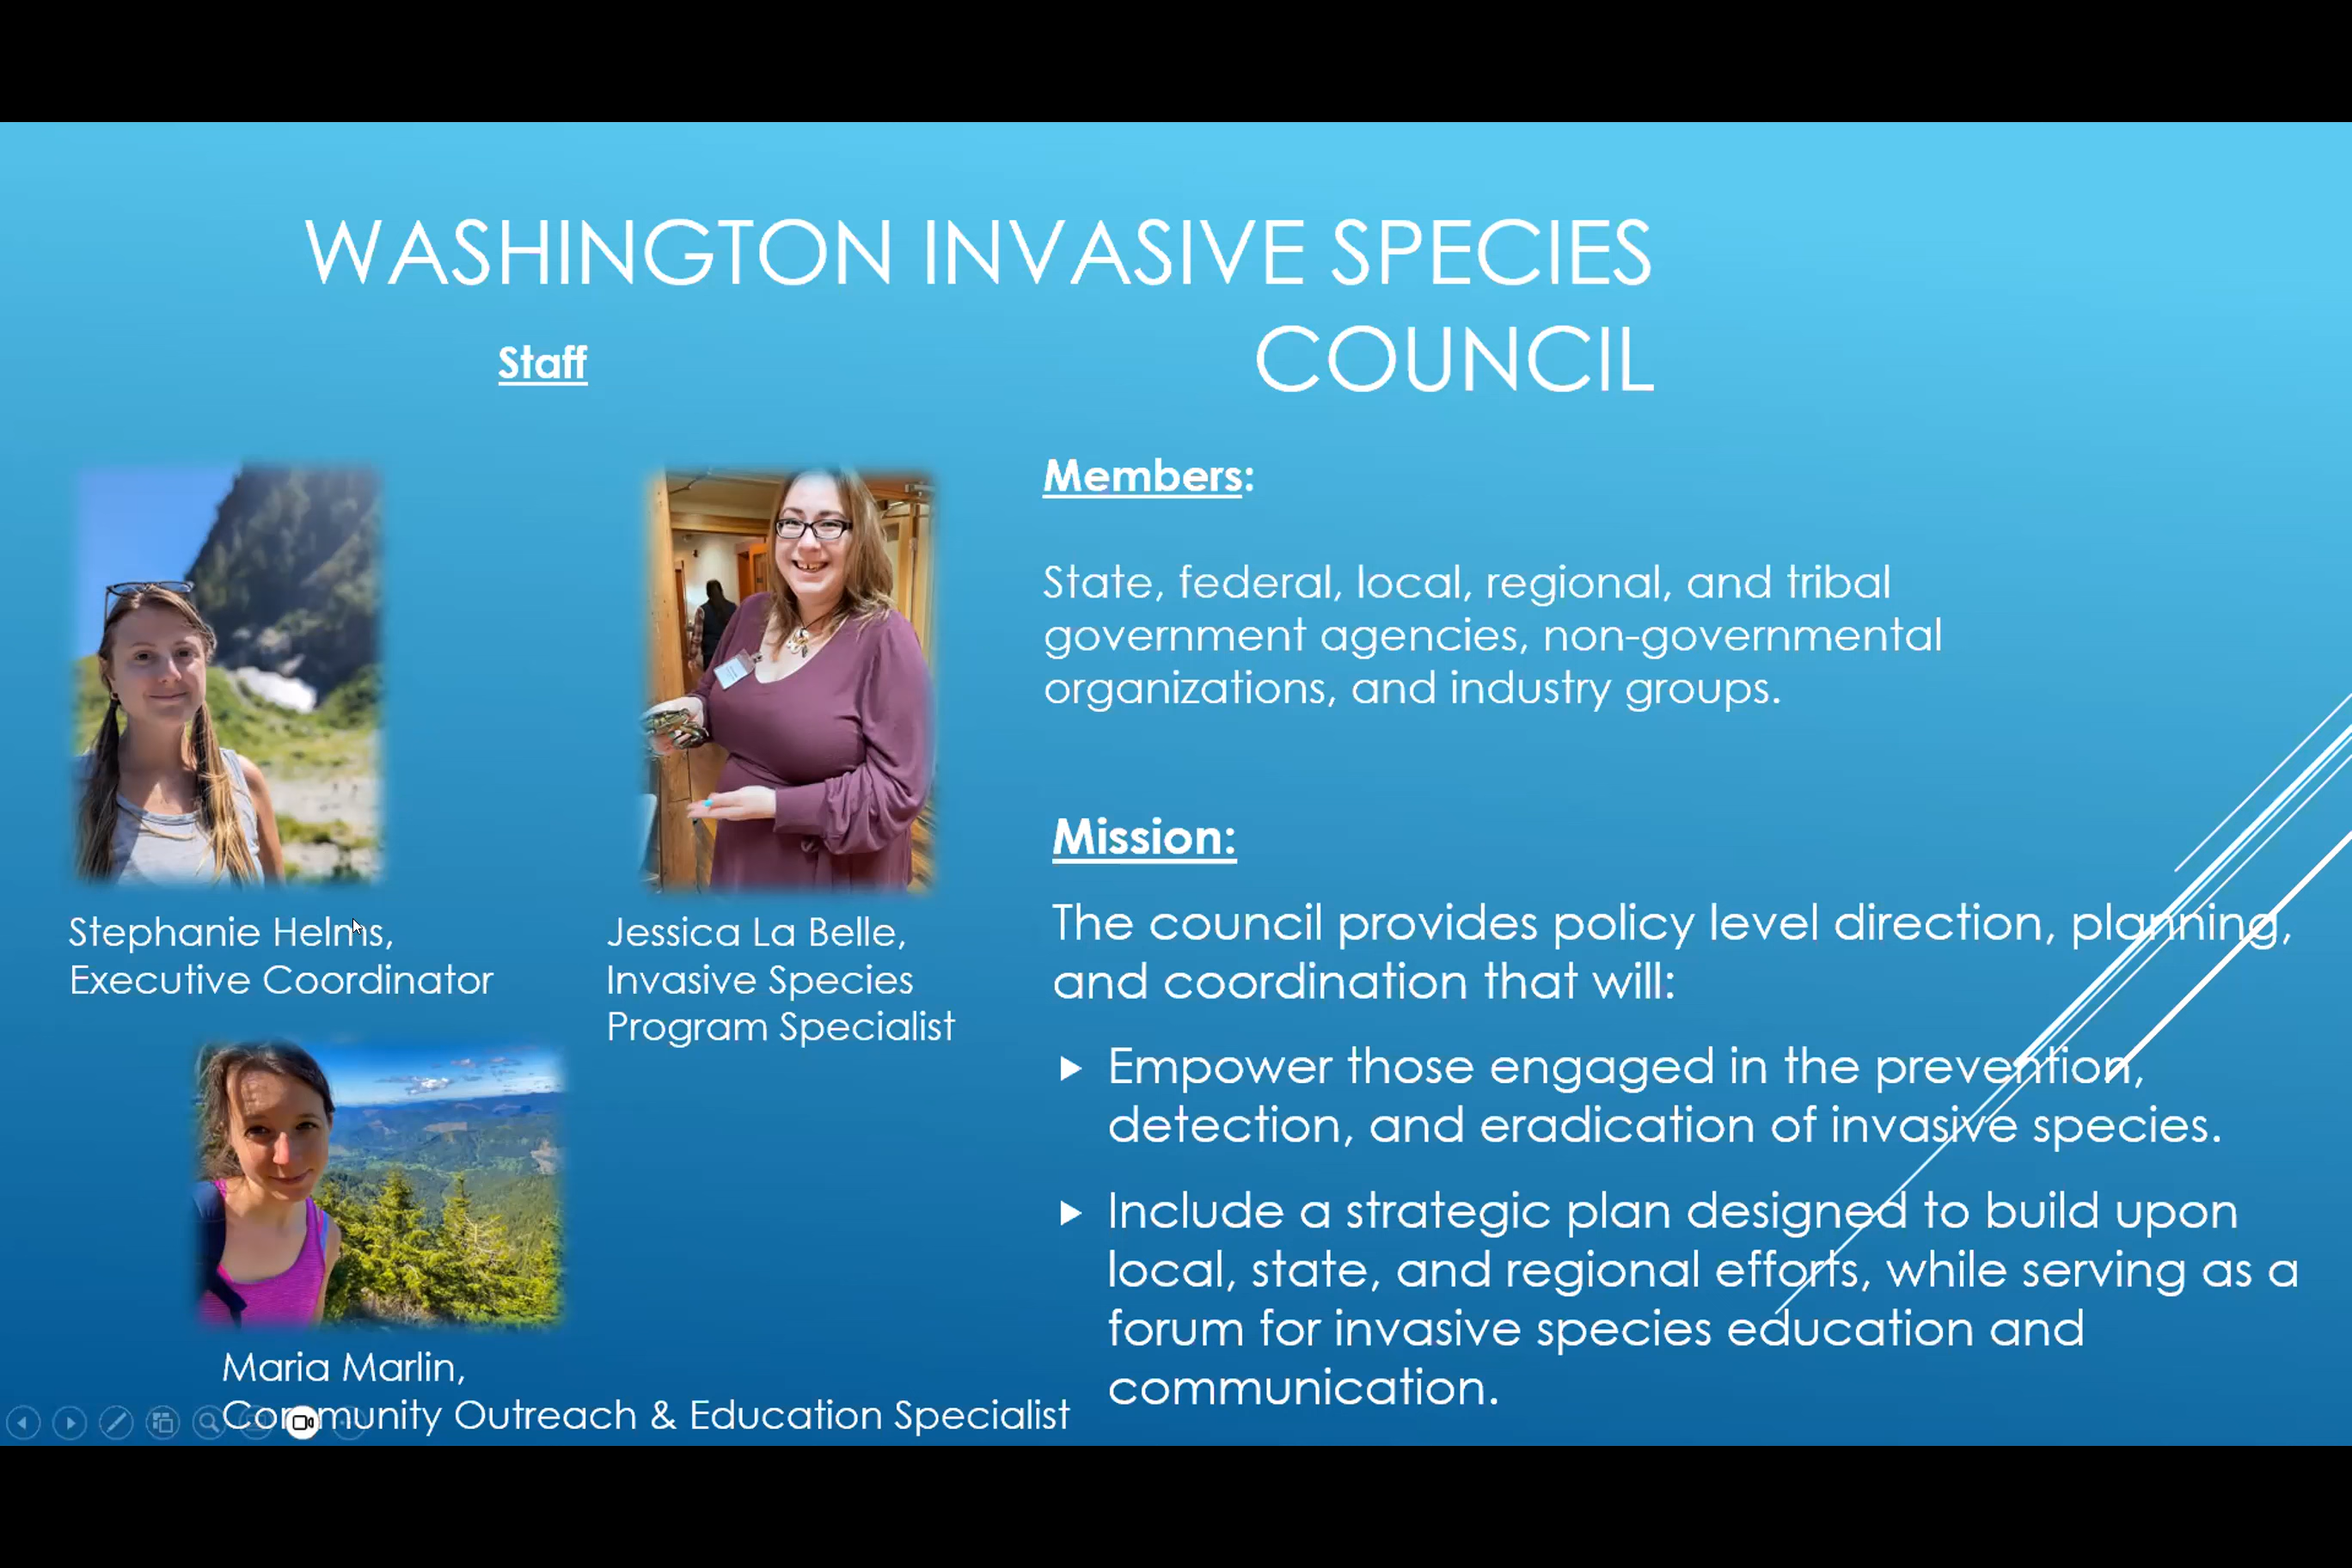 WASHINGTON INVASIVE SPECIES
COUNCIL
Staff
Stephanie Helms,
Executive Coordinator
Jessica La Belle,
Invasive Species
Program Specialist
Maria Marlin,
Community Outreach & Education Specialist
Members:
State, federal, local, regional, and tribal
government agencies, non-governmental
organizations, and industry groups.
Mission:
The council provides policy level direction, planning,
and coordination that will:
Empower those engaged in the prevention,
detection, and eradication of invasive species.
Include a strategic plan designed to build upon
local, state, and regional efforts, while serving as a
forum for invasive species education and
communication.